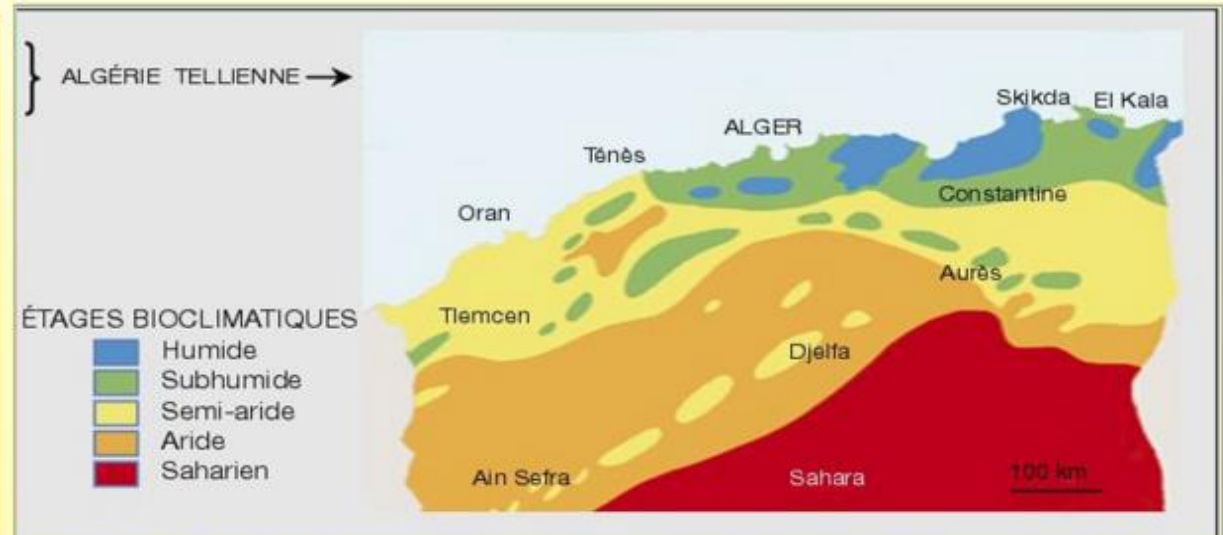 } ALGÉRIE TELLIENNE →
Skikda El Kala
ALGER
Ténès
Constantine
Oran
Aurès
Tlemcen
Djelfa
Ain Sefra
Sahara
100 km
ÉTAGES BIOCLIMATIQUES
Humide
Subhumide
Semi-aride
Aride
Saharien